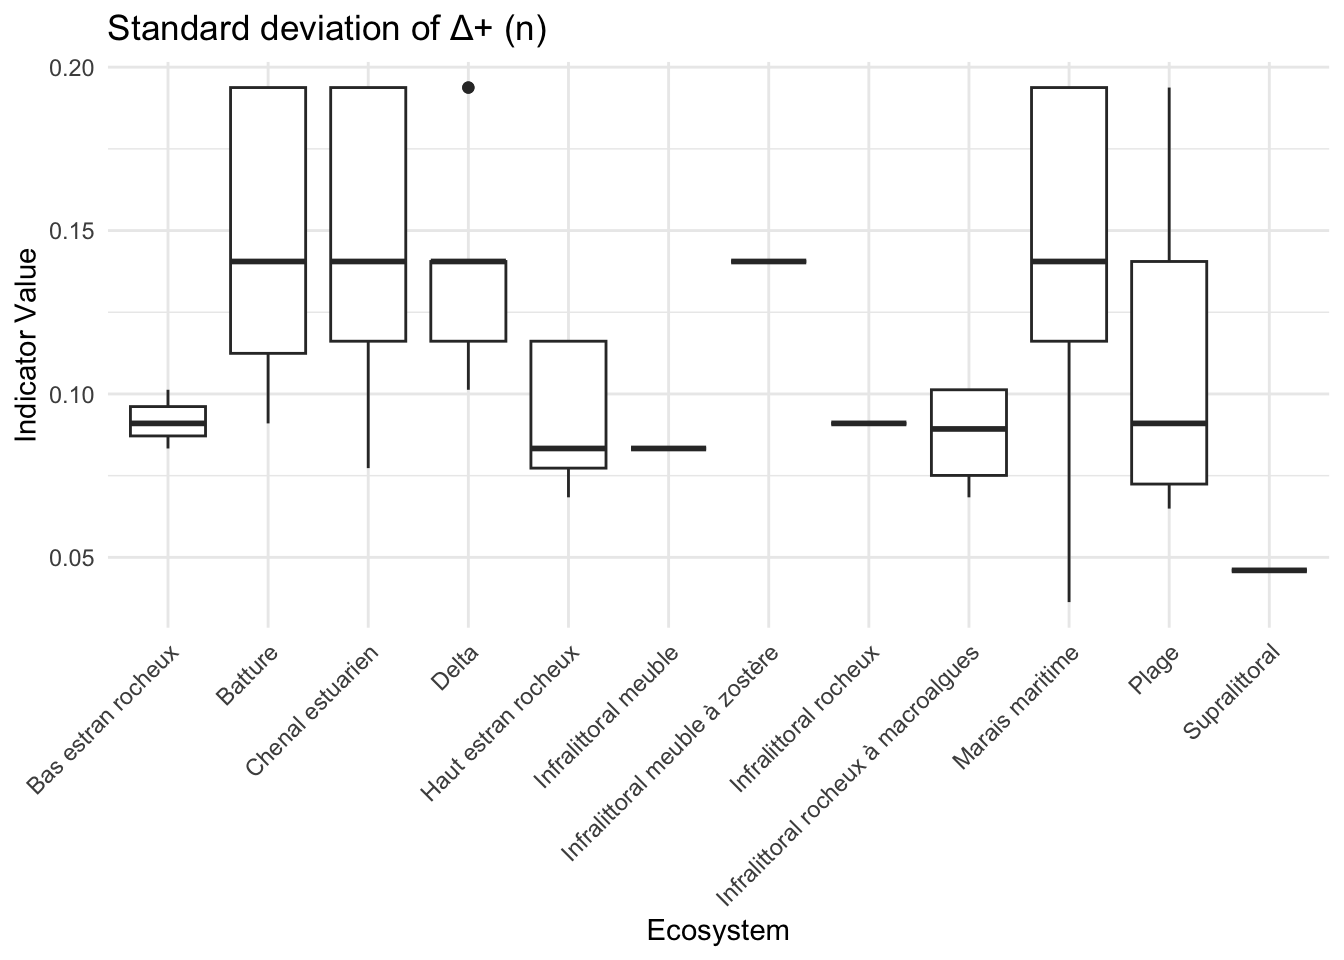 Standard deviation of Δ+ (n)
0.20
0.15
0.10
0.05
Indicator Value
Bas estran rocheux
Batture
Chenal estuarien
Delta
Haut estran rocheux
Infralittoral meuble
Infralittoral meuble à zostère
Infralittoral rocheux
Infralittoral rocheux à macroalgues
Marais maritime
Plage
Supralittoral
Ecosystem